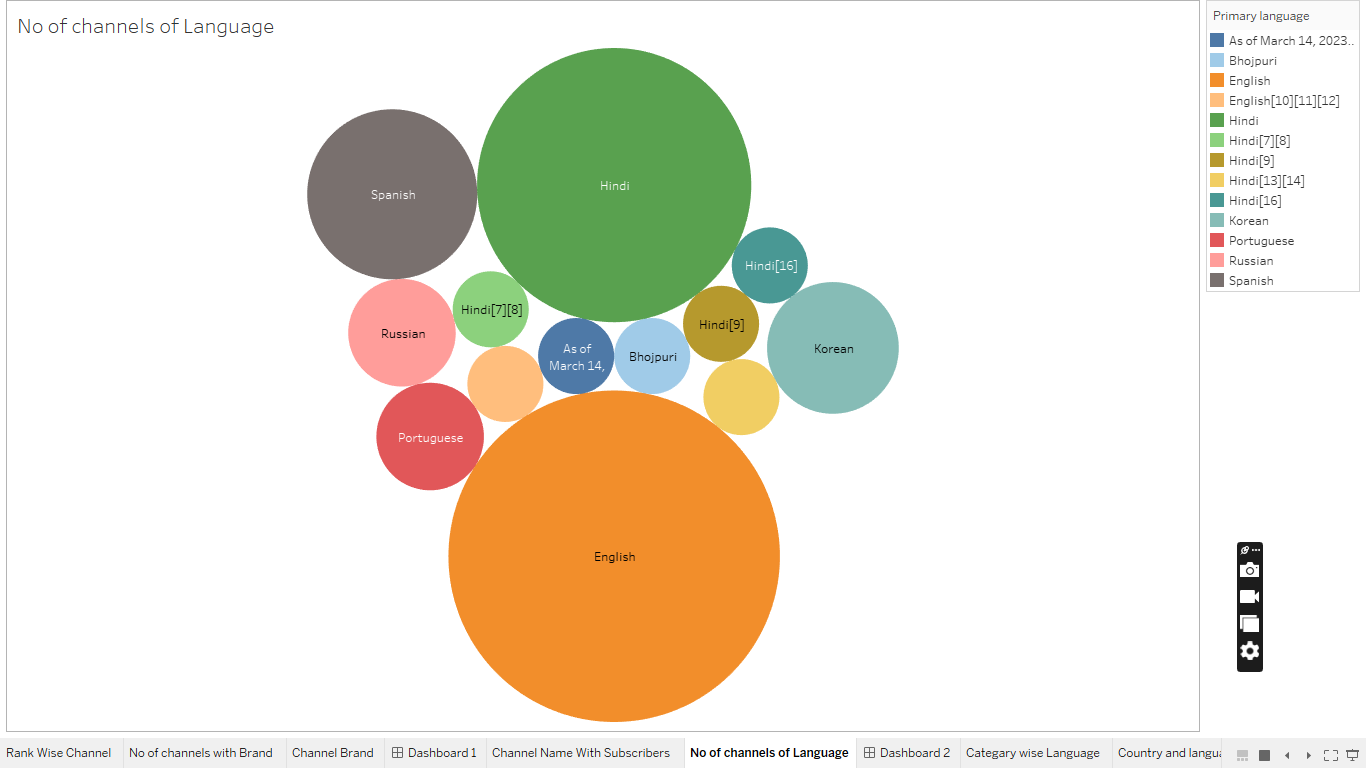 No of channels of Language
Primary language
As of March 14, 2023..
Bhojpuri
English
English[10][11][12]
Hindi
Hindi[7][8]
Hindi[9]
Hindi[13][14]
Hindi[16]
Korean
Portuguese
Russian
Spanish
Hindi
Spanish
Hindi[16]
Hindi[7][8]
Hindi[9]
Russian
As of
March 14,
Bhojpuri
Korean
Portuguese
English
Rank Wise Channel
No of channels with Brand
Channel Brand
Dashboard 1
Channel Name With Subscribers
No of channels of Language
Dashboard 2
Categary wise Language
Country and langua